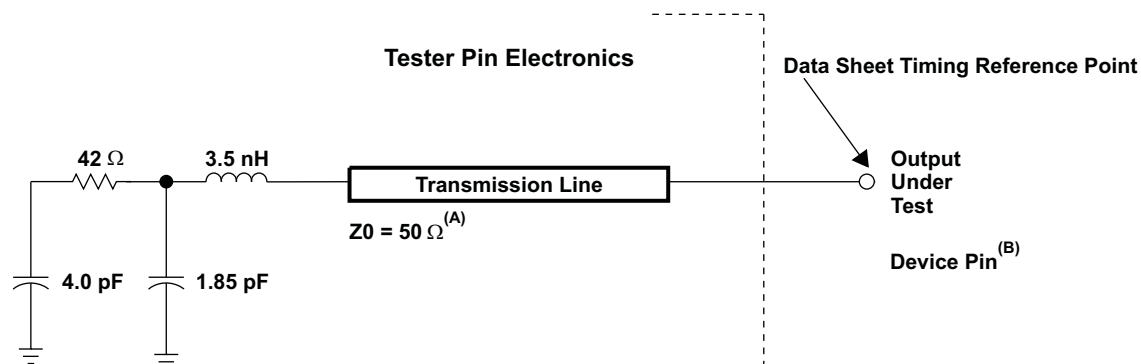 Tester Pin Electronics
Data Sheet Timing Reference Point
42 Ω
3.5 nH
Transmission Line
Output
Under
Test
Z0 = 50 Ω(A)
Device Pin(B)
4.0 pF
1.85 pF